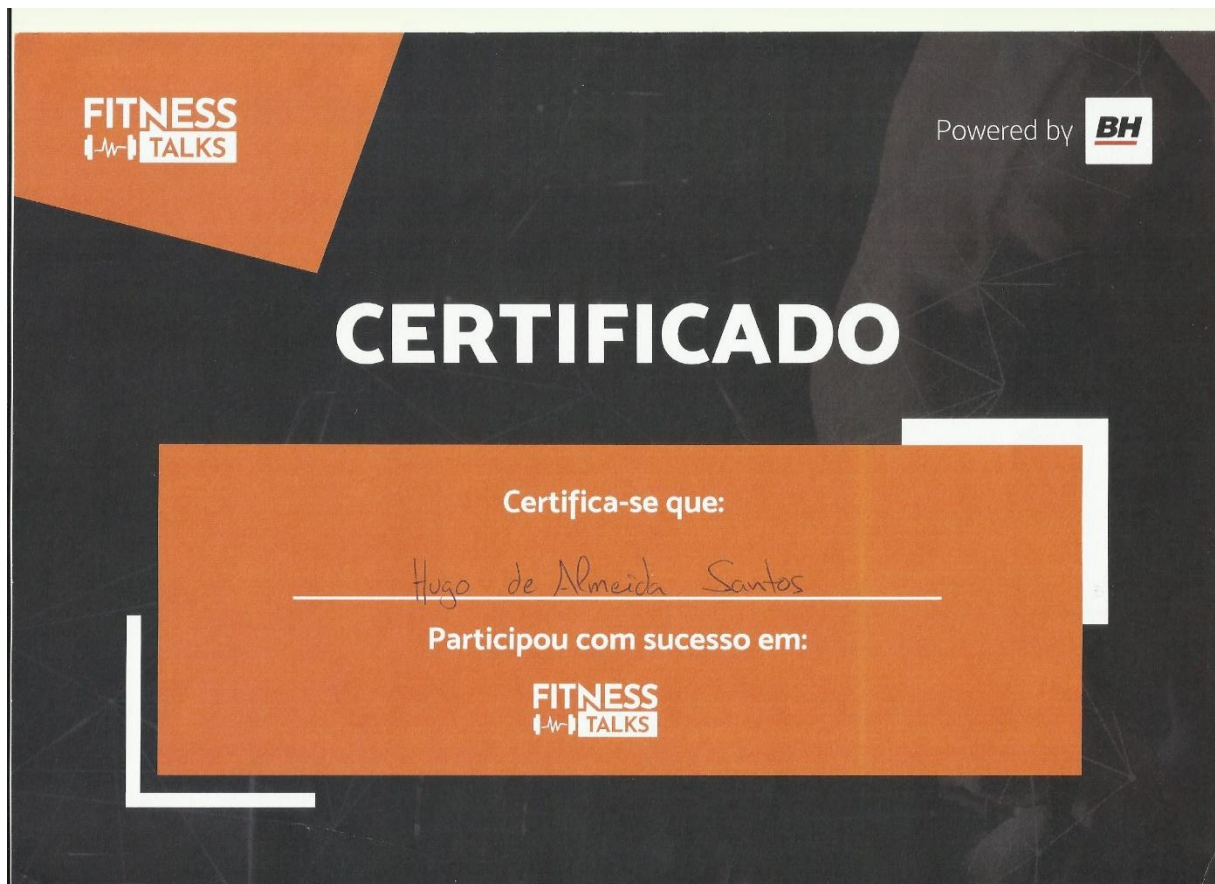 FITNESS
TALKS
Powered by BH
CERTIFICADO
Certifica-se que:
Hugo de Almeida Santos
Participou com sucesso em:
FITNESS
TALKS